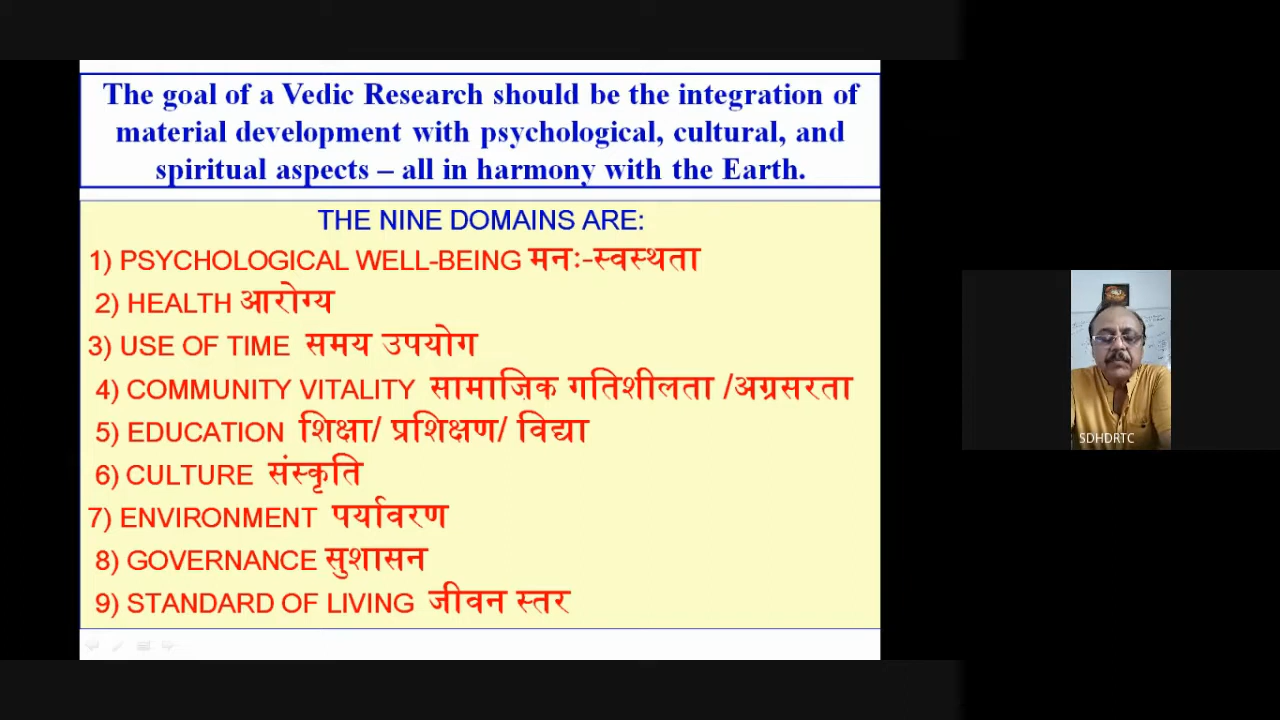 The goal of a Vedic Research should be the integration of
material development with psychological, cultural, and
spiritual aspects – all in harmony with the Earth.
THE NINE DOMAINS ARE:
1) PSYCHOLOGICAL WELL-BEING मनः-स्वस्थता
2) HEALTH आरोग्य
3) USE OF TIME समय उपयोग
4) COMMUNITY VITALITY सामाज़िक गतिशीलता /अग्रसरता
5) EDUCATION शिक्षा/ प्रशिक्षण/ विद्या
6) CULTURE संस्कृति
7) ENVIRONMENT पर्यावरण
8) GOVERNANCE सुशासन
9) STANDARD OF LIVING जीवन स्तर
SDHDRTC